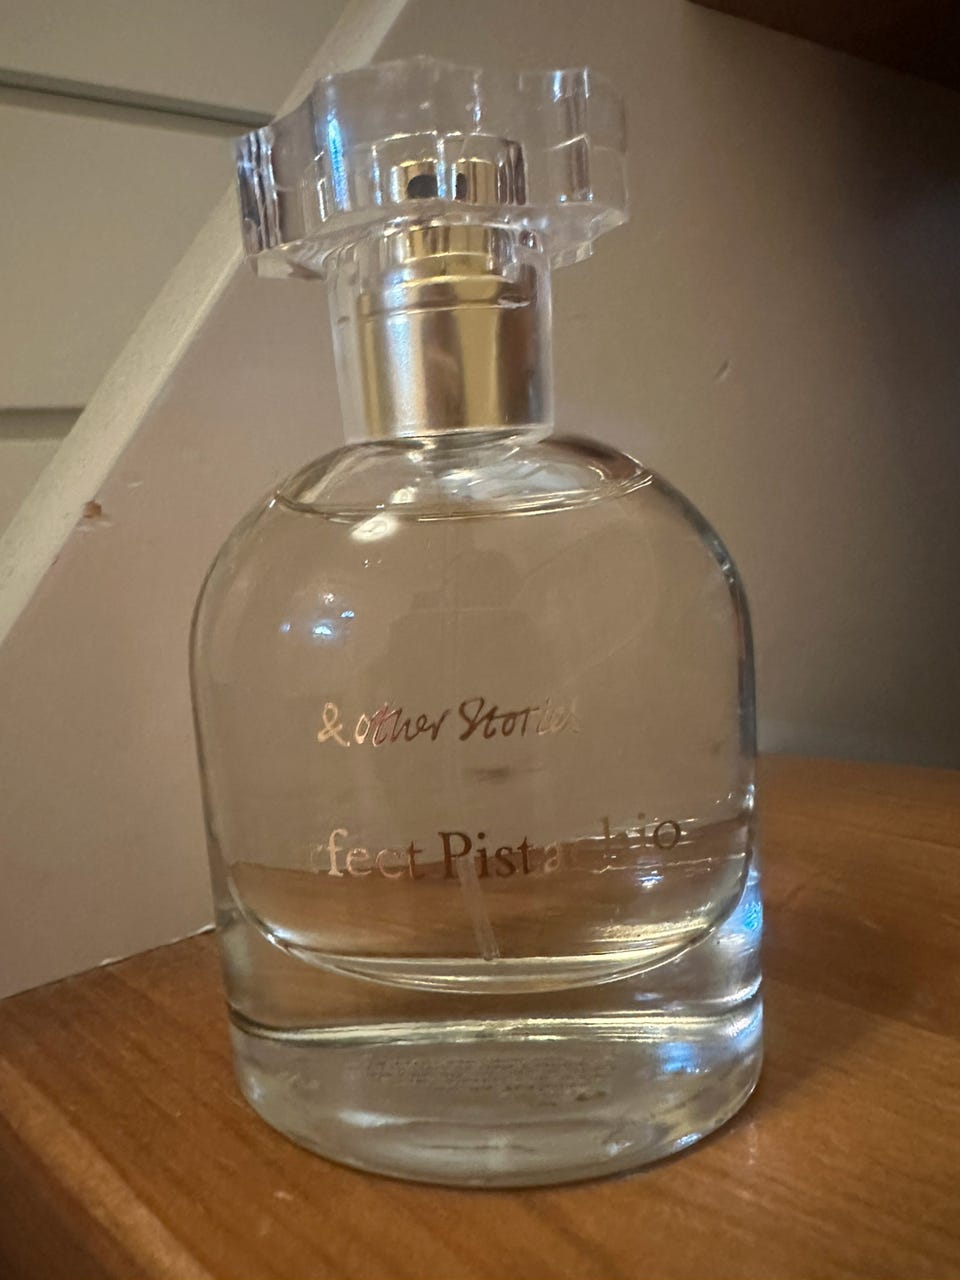 & other Stories
rfect Pistachio